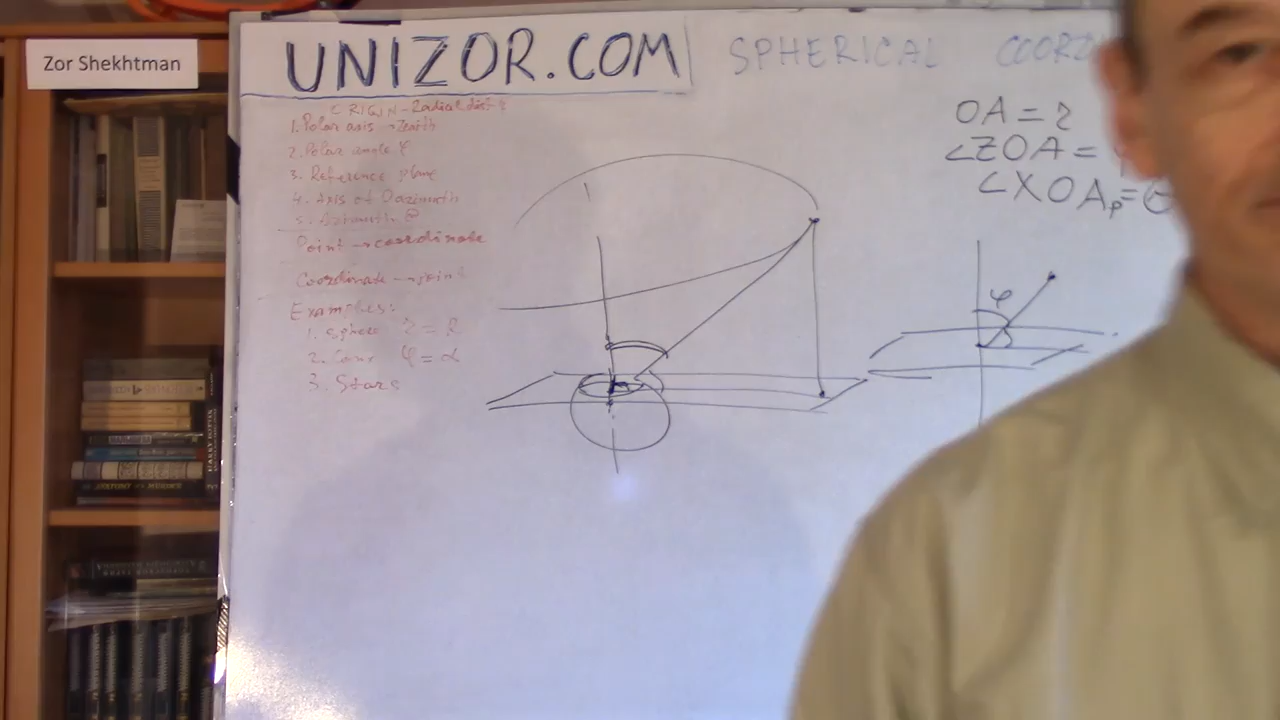 Zor Shekhtman
UNIZOR.COM
SPHERICAL COORD
ORIGIN - Radial dist r
1. Polar axis → Zenith
2. Polar angle φ
3. Reference plane
4. Axis of 0 azimuth
5. Azimuth θ
Point → coordinate
Coordinate → point
Examples:
1. Sphere r = R
2. Cone φ = α
3. Stars
OA = r
∠ZOA = φ
∠XOAp = θ
φ